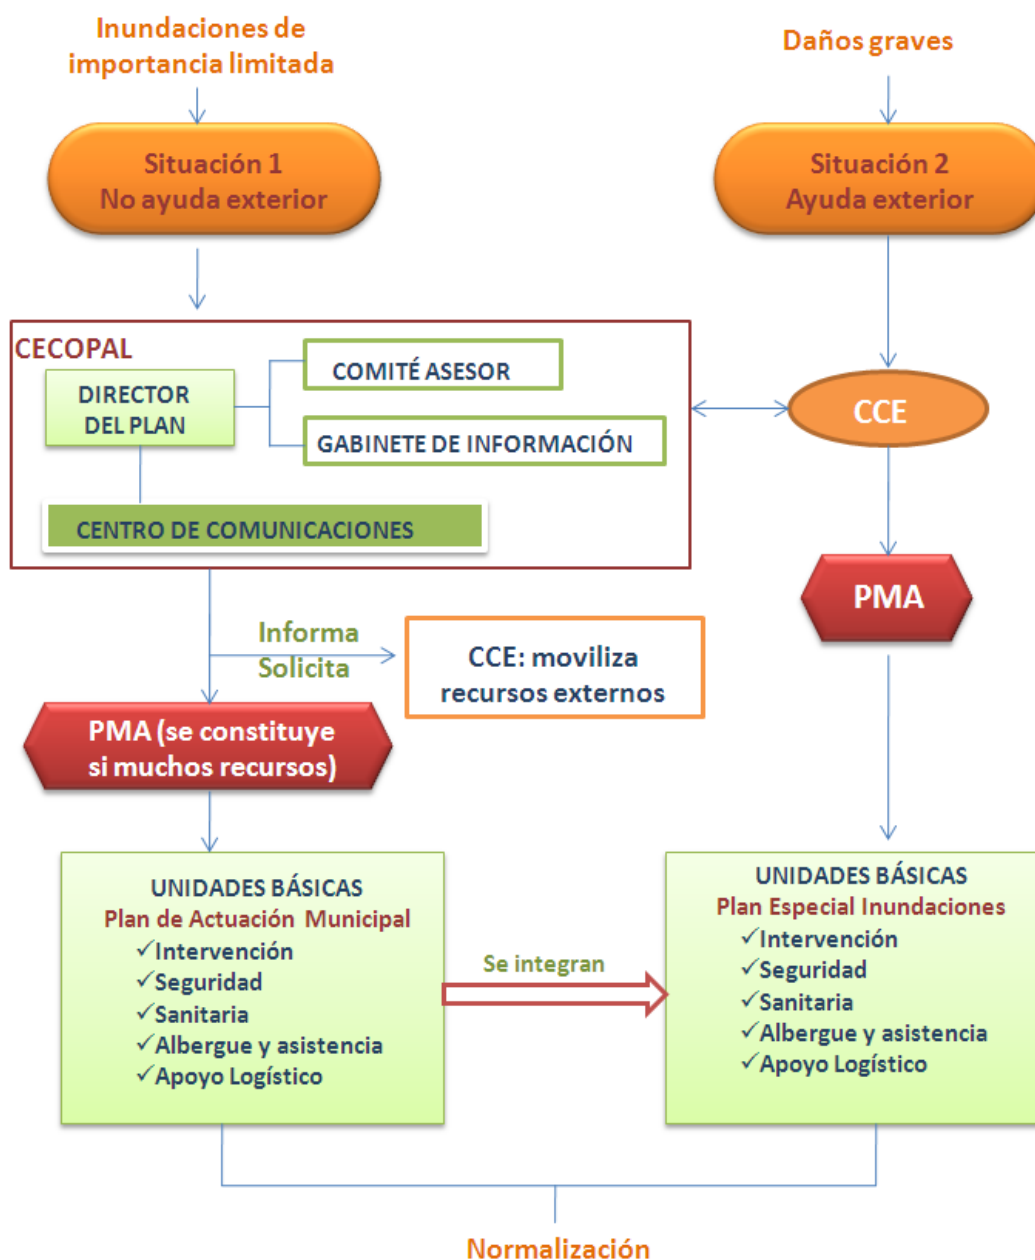 Inundaciones de
importancia limitada
Daños graves
Situación 1
No ayuda exterior
Situación 2
Ayuda exterior
CECOPAL
DIRECTOR
DEL PLAN
COMITÉ ASESOR
GABINETE DE INFORMACIÓN
CENTRO DE COMUNICACIONES
CCE
PMA
Informa
Solicita
CCE: moviliza
recursos externos
PMA (se constituye
si muchos recursos)
UNIDADES BÁSICAS
Plan de Actuación Municipal
✓Intervención
✓Seguridad
✓Sanitaria
✓Albergue y asistencia
✓Apoyo Logístico
Se integran
UNIDADES BÁSICAS
Plan Especial Inundaciones
✓Intervención
✓Seguridad
✓Sanitaria
✓Albergue y asistencia
✓Apoyo Logístico
Normalización